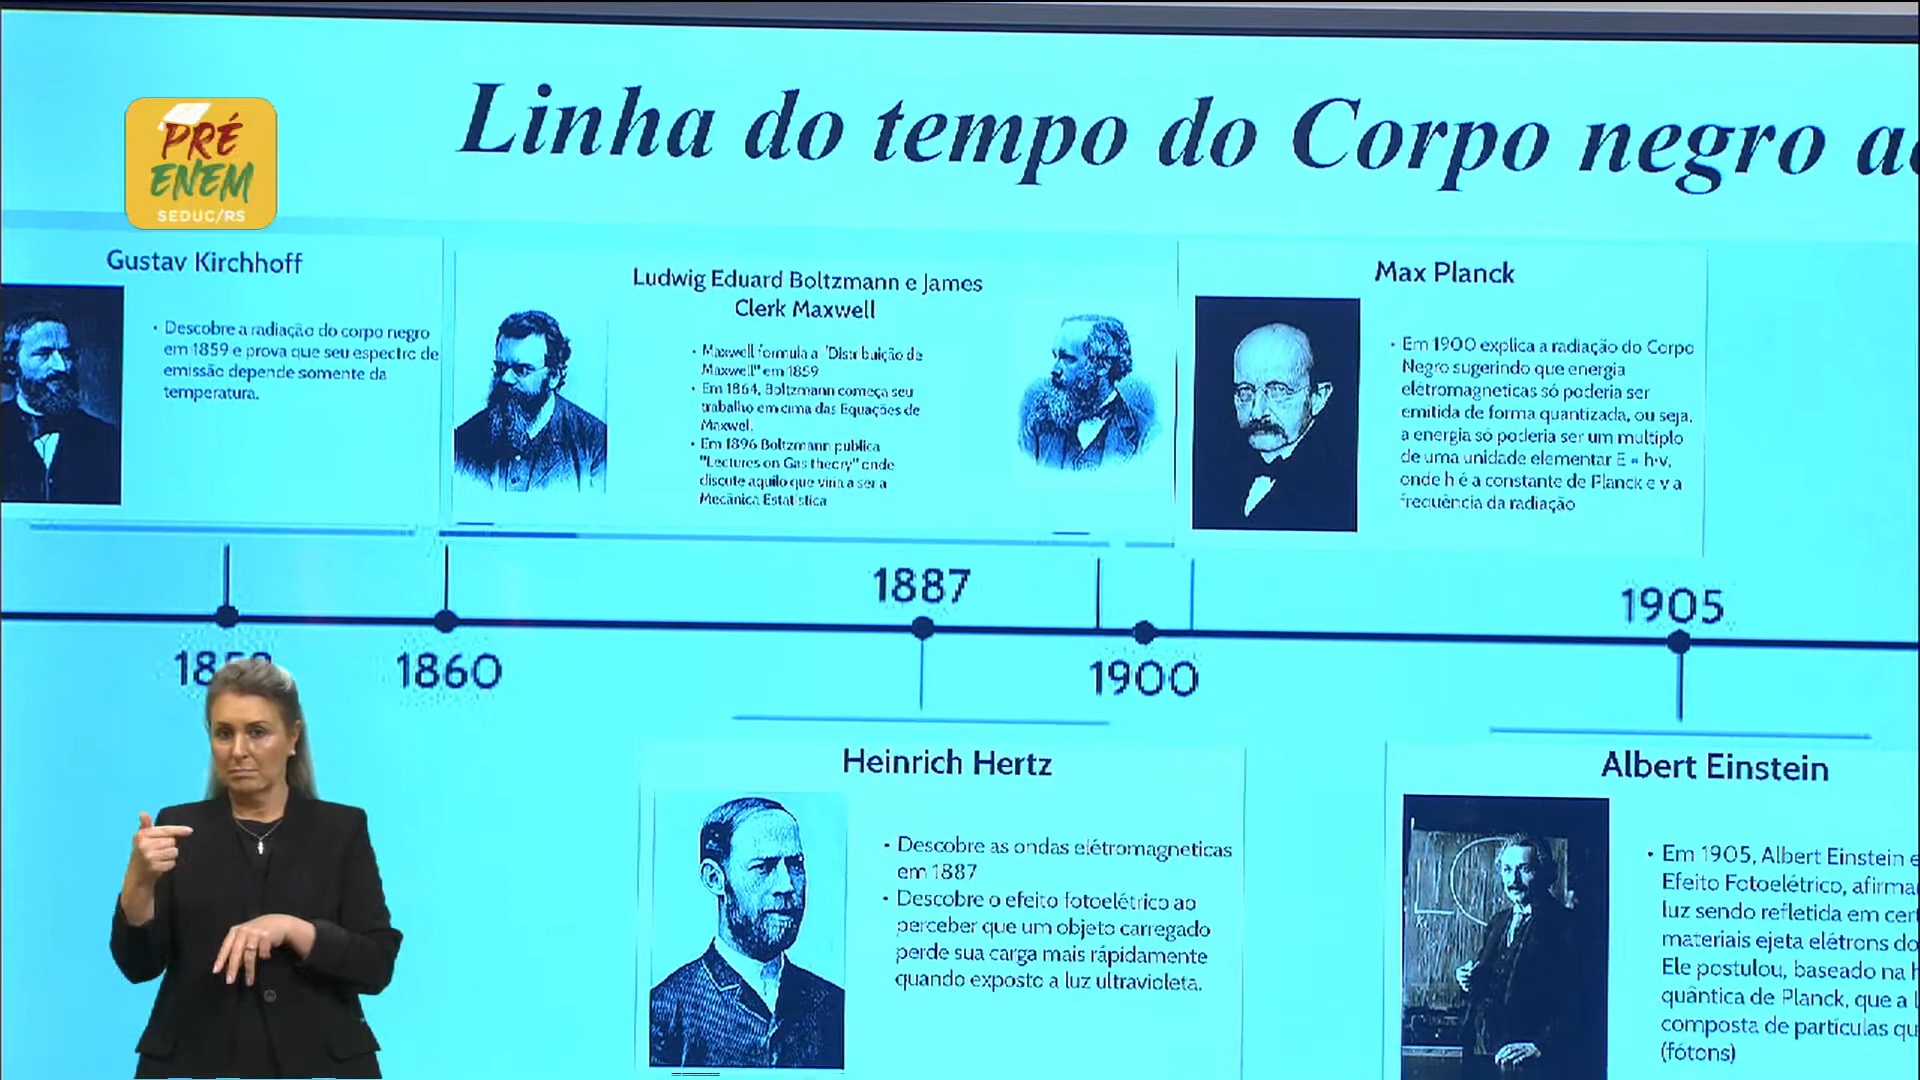 Linha do tempo do Corpo negro
PRÉ
ENEM
SEDUC/RS
Gustav Kirchhoff
• Descobre a radiação do corpo negro
em 1859 e prova que seu espectro de
emissão depende somente da
temperatura.
Ludwig Eduard Boltzmann e James
Clerk Maxwell
• Maxwell formula a "Distribuição de
Maxwell" em 1859
• Em 1864, Boltzmann começa seu
trabalho em cima das Equações de
Maxwel.
• Em 1896 Boltzmann publica
"Lectures on Gas theory" onde
discute aquilo que viria a ser a
Mecânica Estatística
Max Planck
• Em 1900 explica a radiação do Corpo
Negro sugerindo que energia
elétromagneticas só poderia ser
emitida de forma quantizada, ou seja,
a energia só poderia ser um multiplo
de uma unidade elementar E = h·v,
onde h é a constante de Planck e v a
frequência da radiação
1887
1905
1860
1900
Heinrich Hertz
• Descobre as ondas elétromagneticas
em 1887
• Descobre o efeito fotoelétrico ao
perceber que um objeto carregado
perde sua carga mais rápidamente
quando exposto a luz ultravioleta.
Albert Einstein
• Em 1905, Albert Einstein e
Efeito Fotoelétrico, afirma
luz sendo refletida em cer
materiais ejeta elétrons do
Ele postulou, baseado na
quântica de Planck, que a
composta de partículas qu
(fótons)